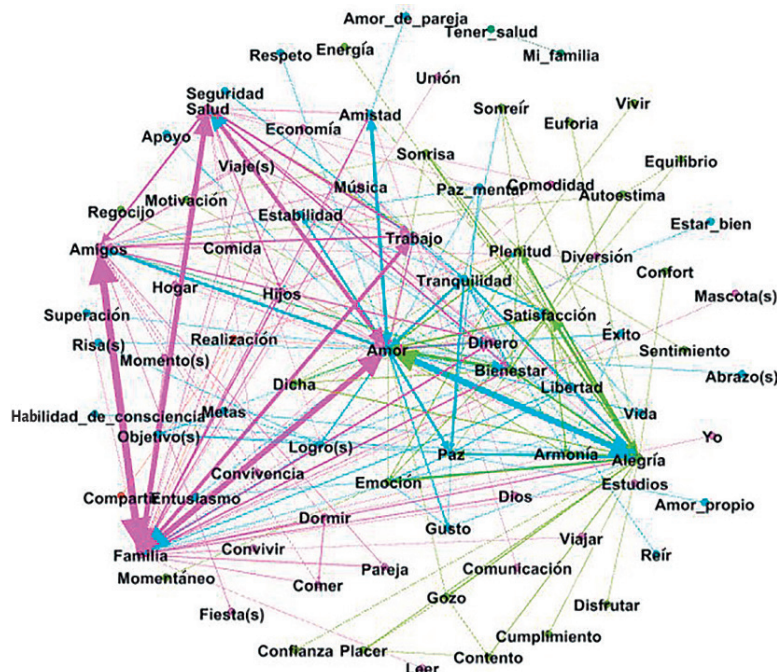 Amor_de_pareja
Tener_salud
Energía
Respeto
Mi_familia
Unión
Seguridad
Salud
Amistad
Sonreír
Vivir
Economía
Euforia
Apoyo
Sonrisa
Viaje(s)
Equilibrio
Música
Paz_mental
Comodidad
Motivación
Autoestima
Regocijo
Estabilidad
Estar_bien
Trabajo
Amigos
Comida
Plenitud
Diversión
Confort
Tranquilidad
Hogar
Hijos
Mascota(s)
Superación
Satisfacción
Realización
Éxito
Risa(s)
Amor
Dinero
Sentimiento
Momento(s)
Bienestar
Abrazo(s)
Dicha
Libertad
Habilidad_de_consciencia
Metas
Vida
Objetivo(s)
Logro(s)
Yo
Paz
Armonía
Alegría
Convivencia
Emoción
Estudios
Compartir
Entusiasmo
Dios
Amor_propio
Dormir
Gusto
Familia
Convivir
Viajar
Reír
Momentáneo
Pareja
Comunicación
Comer
Gozo
Disfrutar
Fiesta(s)
Cumplimiento
Confianza
Placer
Contento
Leer